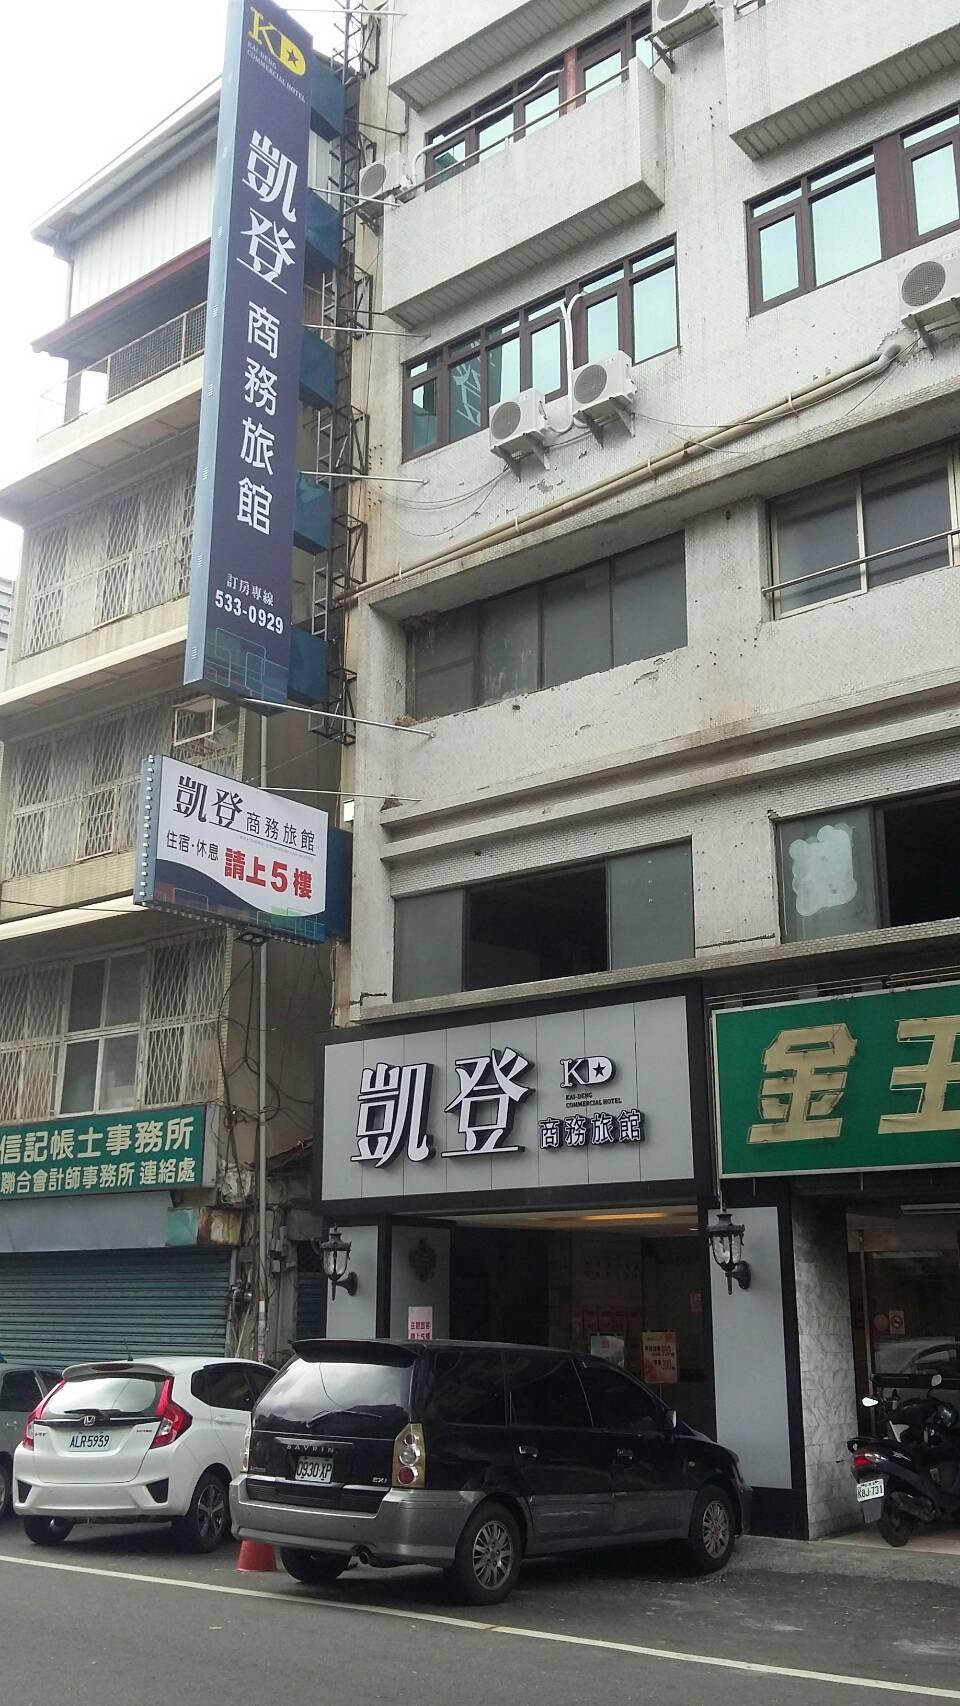 KD
KAI-DENG
COMMERCIAL HOTEL
凱登
商務旅館
訂房專線
533-0929
凱登商務旅館
住宿·休息
請上5樓
凱登
KD
KAI-DENG
COMMERCIAL HOTEL
商務旅館
金玉
信記帳士事務所
聯合會計師事務所 連絡處
ALR5939
SAVRIN
0930 XP
EXI
KBJ-731